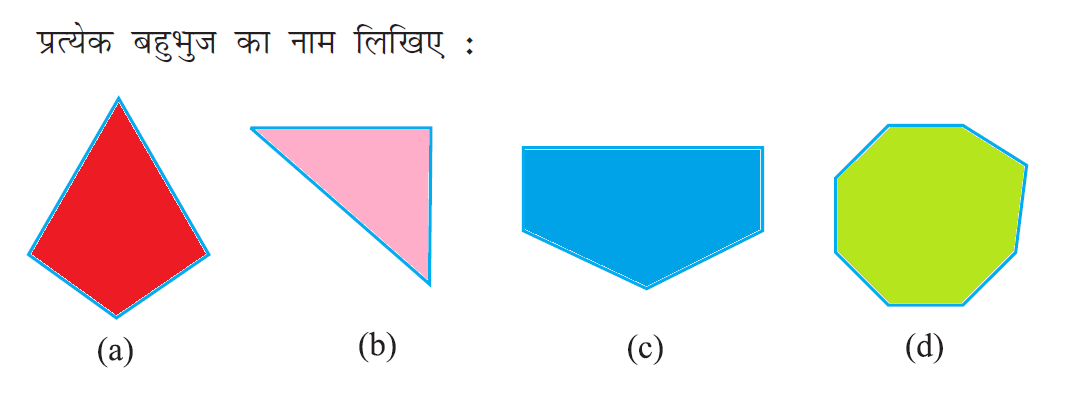 प्रत्येक बहुभुज का नाम लिखिए :
(a) (b) (c) (d)